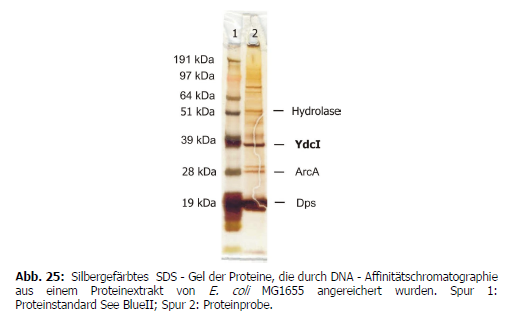 1 2
191 kDa
97 kDa
64 kDa
51 kDa
Hydrolase
39 kDa
YdcI
28 kDa
ArcA
19 kDa
Dps
Abb. 25: Silbergefärbtes SDS - Gel der Proteine, die durch DNA - Affinitätschromatographie
aus einem Proteinextrakt von E. coli MG1655 angereichert wurden. Spur 1:
Proteinstandard See BlueII; Spur 2: Proteinprobe.